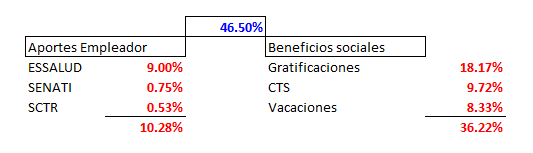 46.50%
Aportes Empleador Beneficios sociales
ESSALUD 9.00% Gratificaciones 18.17%
SENATI 0.75% CTS 9.72%
SCTR 0.53% Vacaciones 8.33%
10.28% 36.22%